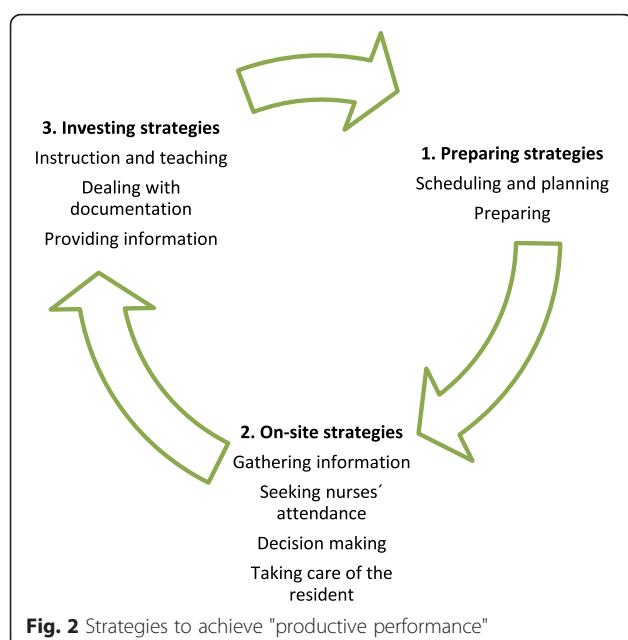 3. Investing strategies
Instruction and teaching
Dealing with
documentation
Providing information
1. Preparing strategies
Scheduling and planning
Preparing
2. On-site strategies
Gathering information
Seeking nurses´
attendance
Decision making
Taking care of the
resident
Fig. 2 Strategies to achieve "productive performance"